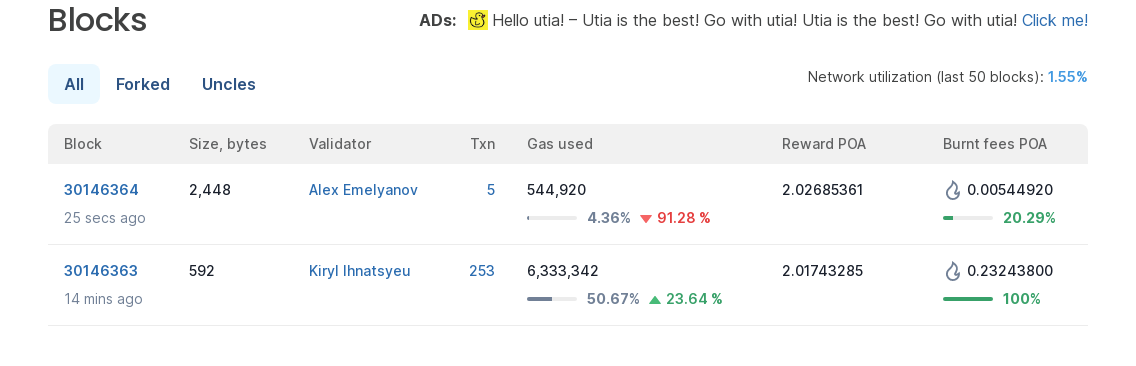 Blocks
ADs: Hello utia! – Utia is the best! Go with utia! Utia is the best! Go with utia! Click me!
All Forked Uncles
Network utilization (last 50 blocks): 1.55%
Block Size, bytes Validator Txn Gas used Reward POA Burnt fees POA
30146364 2,448 Alex Emelyanov 5 544,920 2.02685361 0.00544920
25 secs ago 4.36% 91.28 % 20.29%
30146363 592 Kiryl Ihnatsyeu 253 6,333,342 2.01743285 0.23243800
14 mins ago 50.67% 23.64 % 100%